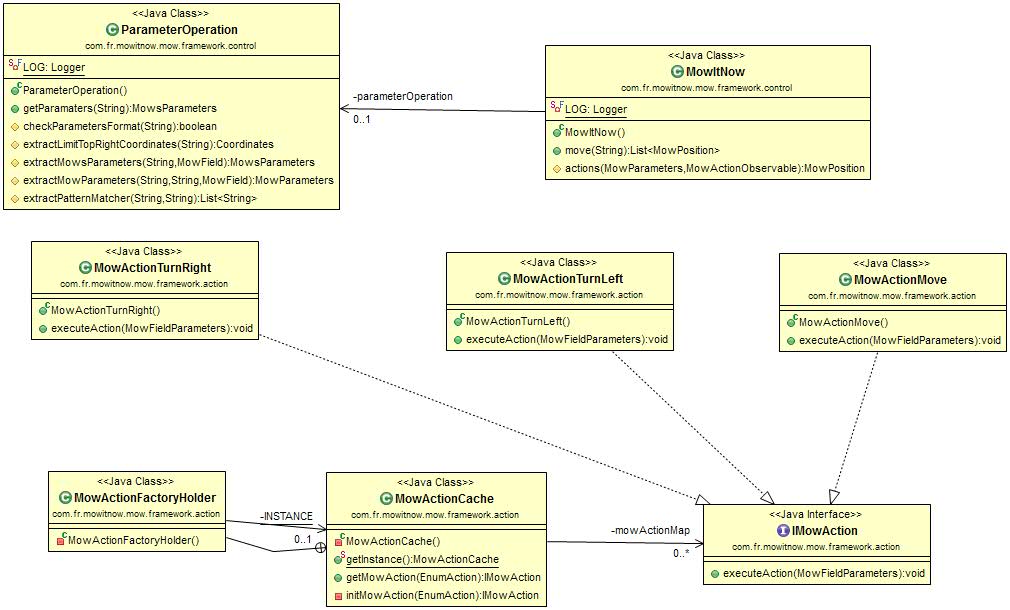 <<Java Class>>
ParameterOperation
com.fr.mowitnow.mow.framework.control
LOG: Logger
ParameterOperation()
getParamaters(String):MowsParameters
checkParametersFormat(String):boolean
extractLimitTopRightCoordinates(String):Coordinates
extractMowsParameters(String,MowField):MowsParameters
extractMowParameters(String,String,MowField):MowParameters
extractPatternMatcher(String,String):List<String>
-parameterOperation
0..1
<<Java Class>>
MowItNow
com.fr.mowitnow.mow.framework.control
LOG: Logger
MowItNow()
move(String):List<MowPosition>
actions(MowParameters,MowActionObservable):MowPosition
<<Java Class>>
MowActionTurnRight
com.fr.mowitnow.mow.framework.action
MowActionTurnRight()
executeAction(MowFieldParameters):void
<<Java Class>>
MowActionTurnLeft
com.fr.mowitnow.mow.framework.action
MowActionTurnLeft()
executeAction(MowFieldParameters):void
<<Java Class>>
MowActionMove
com.fr.mowitnow.mow.framework.action
MowActionMove()
executeAction(MowFieldParameters):void
<<Java Class>>
MowActionFactoryHolder
com.fr.mowitnow.mow.framework.action
MowActionFactoryHolder()
-INSTANCE
0..1
<<Java Class>>
MowActionCache
com.fr.mowitnow.mow.framework.action
MowActionCache()
getInstance():MowActionCache
getMowAction(EnumAction):IMowAction
initMowAction(EnumAction):IMowAction
-mowActionMap
0..*
<<Java Interface>>
IMowAction
com.fr.mowitnow.mow.framework.action
executeAction(MowFieldParameters):void